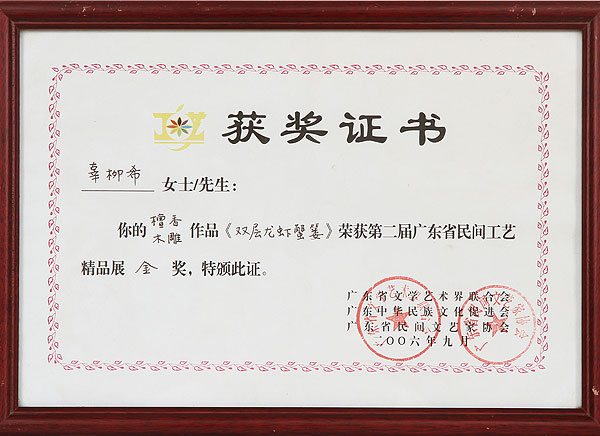 获奖证书
辜柳希 女士/先生：
你的檀香木雕作品《双层龙虾蟹篓》荣获第二届广东省民间工艺
精品展 金 奖，特颁此证。
广东省文学艺术界联合会
广东中华民族文化促进会
广东省民间文艺家协会
二〇〇六年九月